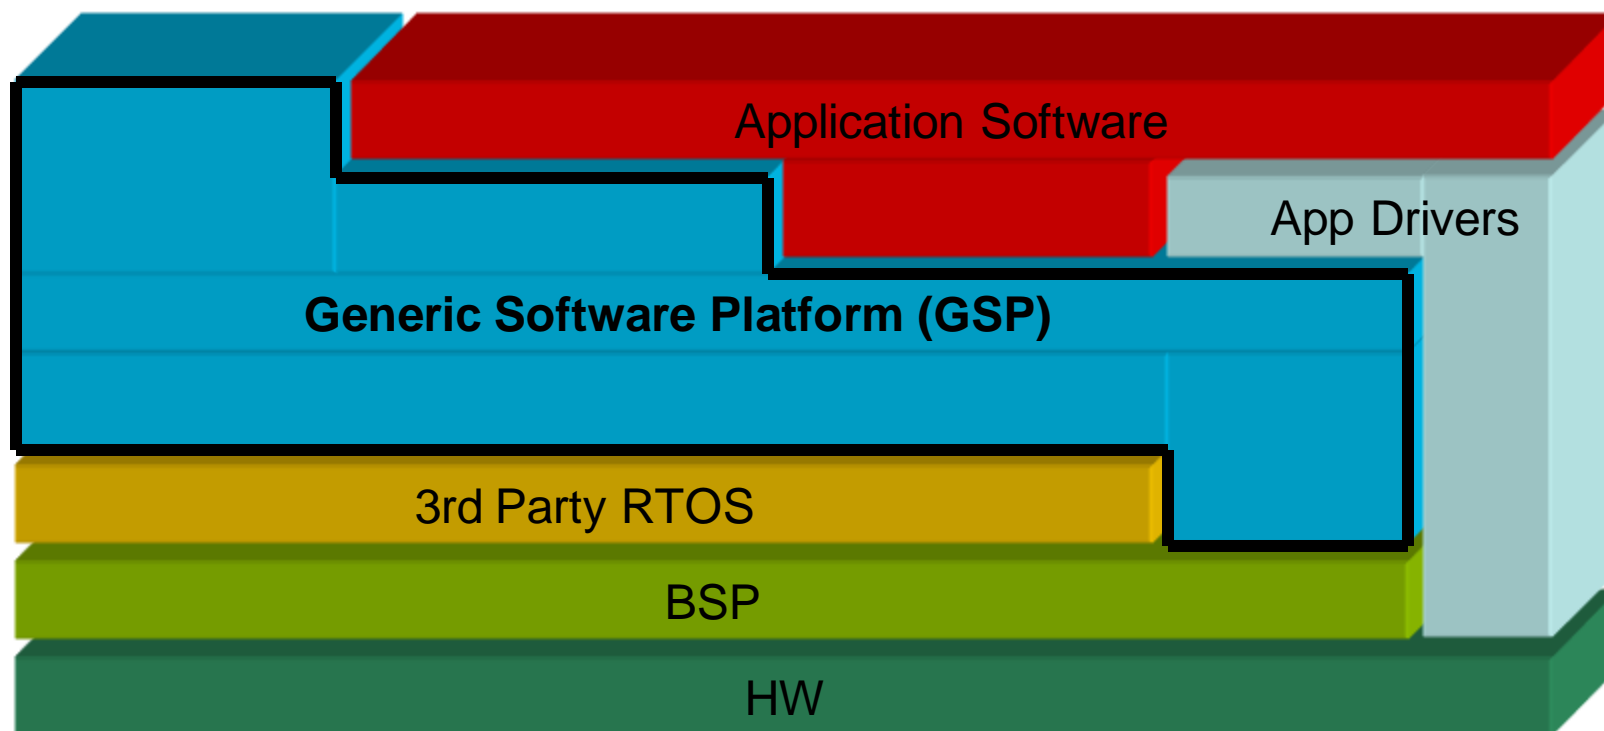 Application Software
App Drivers
Generic Software Platform (GSP)
3rd Party RTOS
BSP
HW